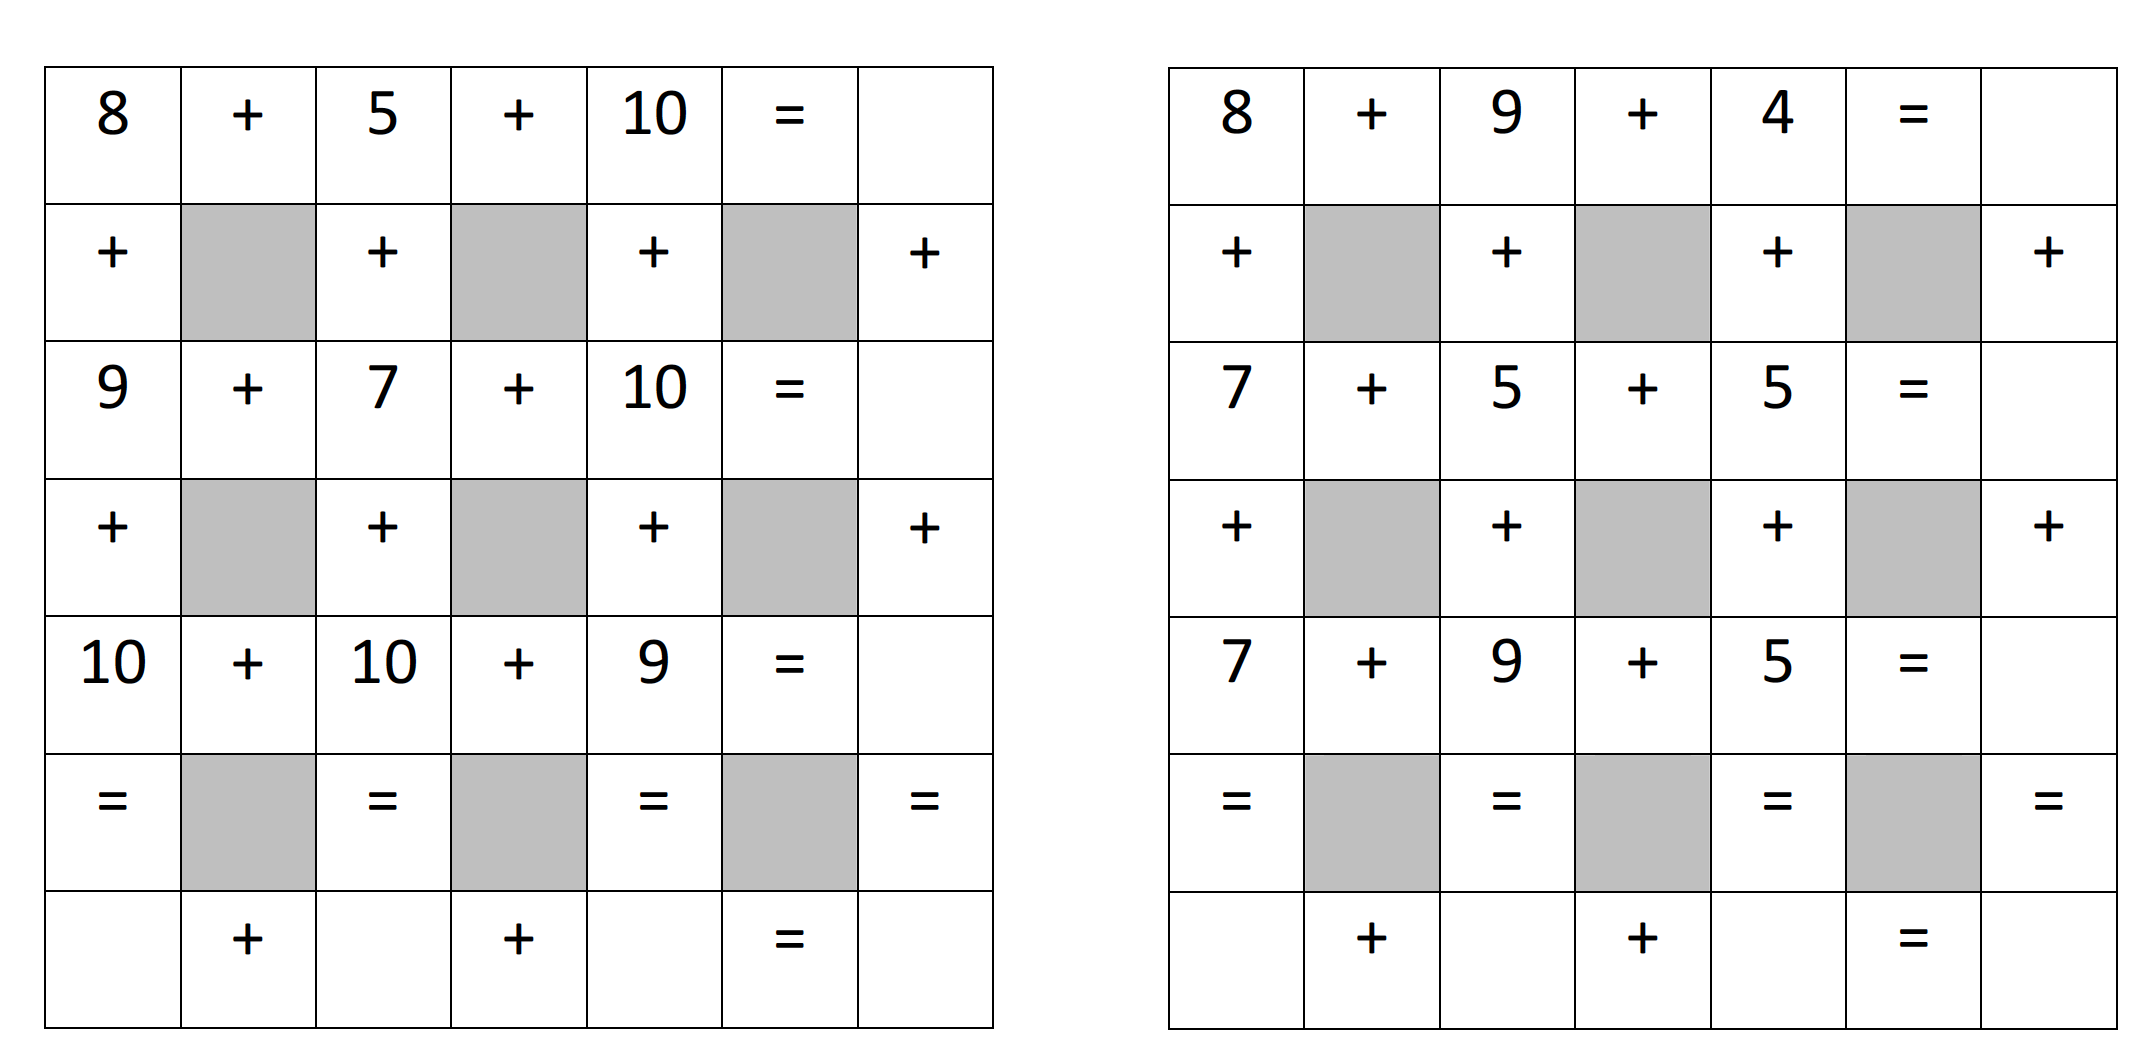 8 + 5 + 10 =
+ + + +
9 + 7 + 10 =
+ + + +
10 + 10 + 9 =
= = = =
+ + =
8 + 9 + 4 =
+ + + +
7 + 5 + 5 =
+ + + +
7 + 9 + 5 =
= = = =
+ + =